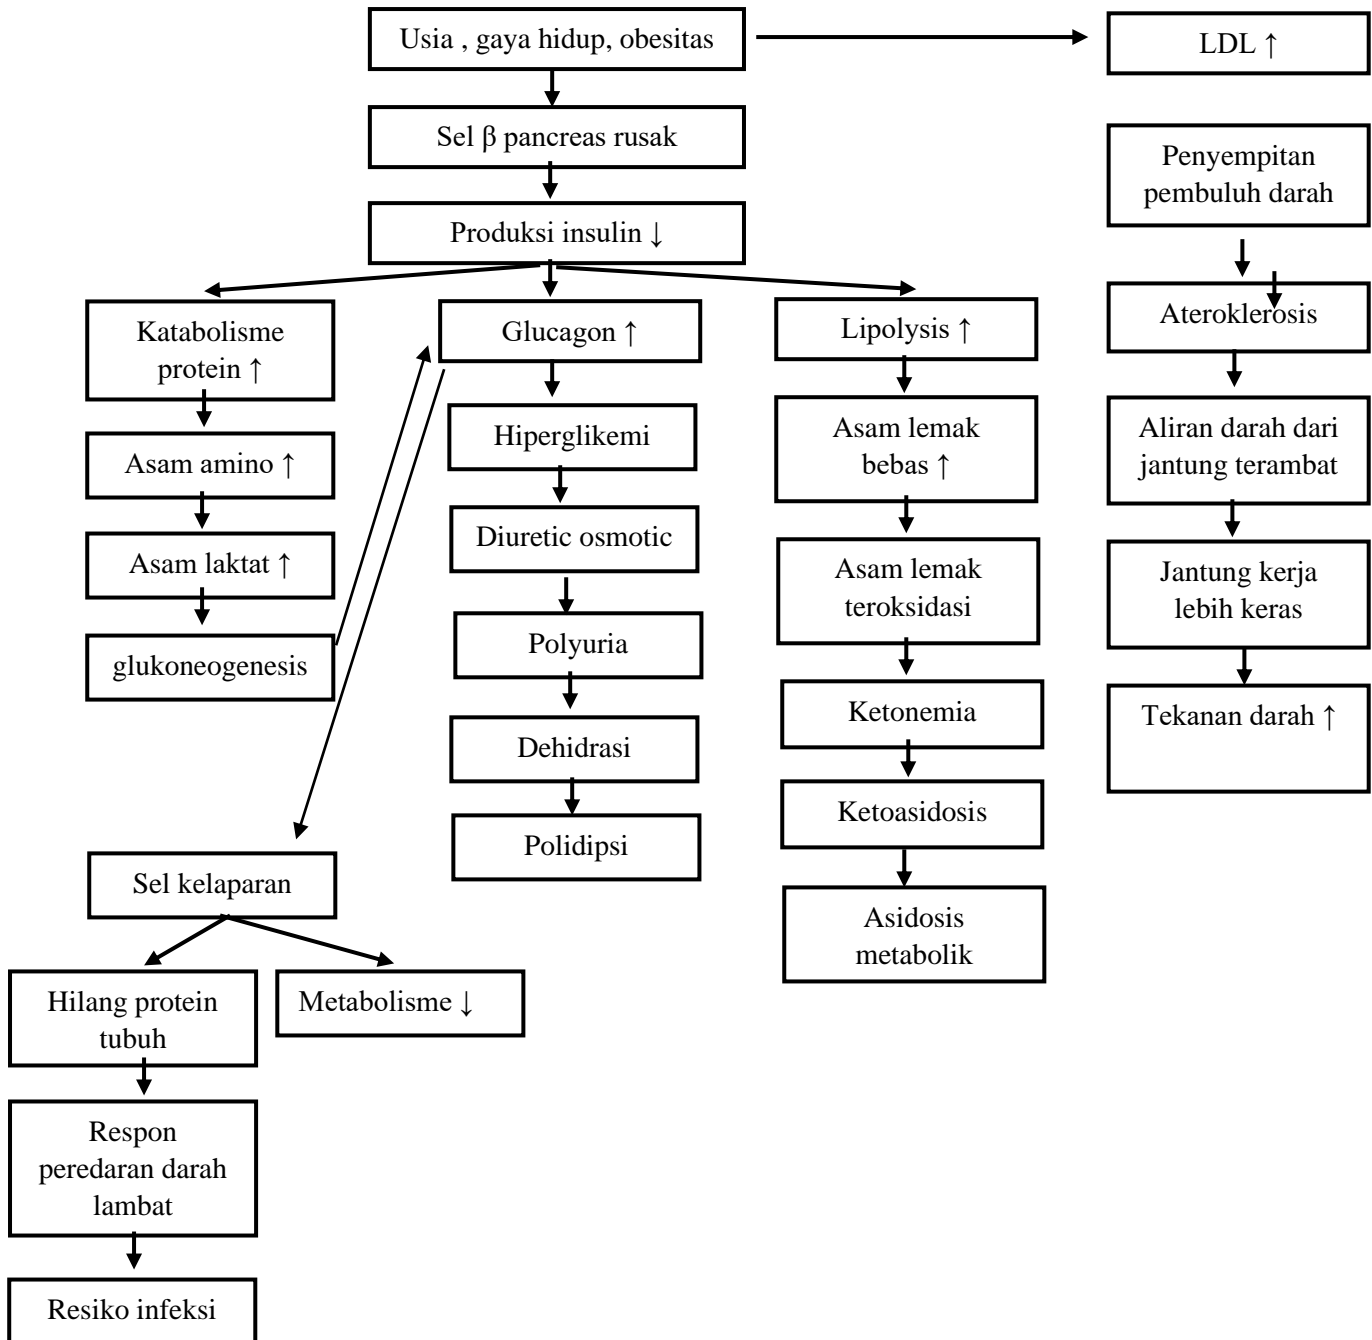 Usia , gaya hidup, obesitas
LDL ↑
Sel β pancreas rusak
Penyempitan
pembuluh darah
Produksi insulin ↓
Katabolisme
protein ↑
Glucagon ↑
Lipolysis ↑
Ateroklerosis
Asam amino ↑
Hiperglikemi
Asam lemak
bebas ↑
Aliran darah dari
jantung terambat
Asam laktat ↑
Diuretic osmotic
Asam lemak
teroksidasi
Jantung kerja
lebih keras
glukoneogenesis
Polyuria
Ketonemia
Tekanan darah ↑
Dehidrasi
Ketoasidosis
Polidipsi
Sel kelaparan
Asidosis
metabolik
Hilang protein
tubuh
Metabolisme ↓
Respon
peredaran darah
lambat
Resiko infeksi